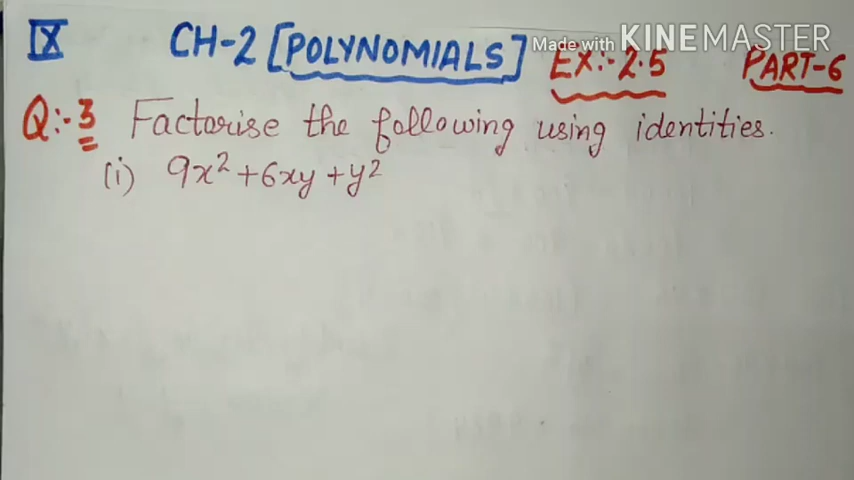 IX CH-2 [POLYNOMIALS] EX:-2.5 PART-6
Made with KINEMASTER
Q:-3 Factorise the following using identities.
(i) 9x²+6xy+y²